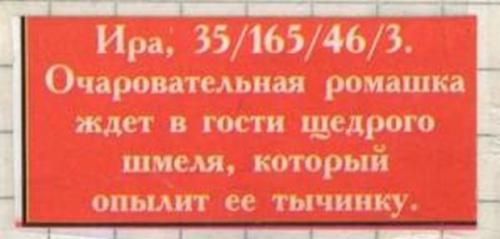 Ира, 35/165/46/3.
Очаровательная ромашка
ждет в гости щедрого
шмеля, который
опылит ее тычинку.